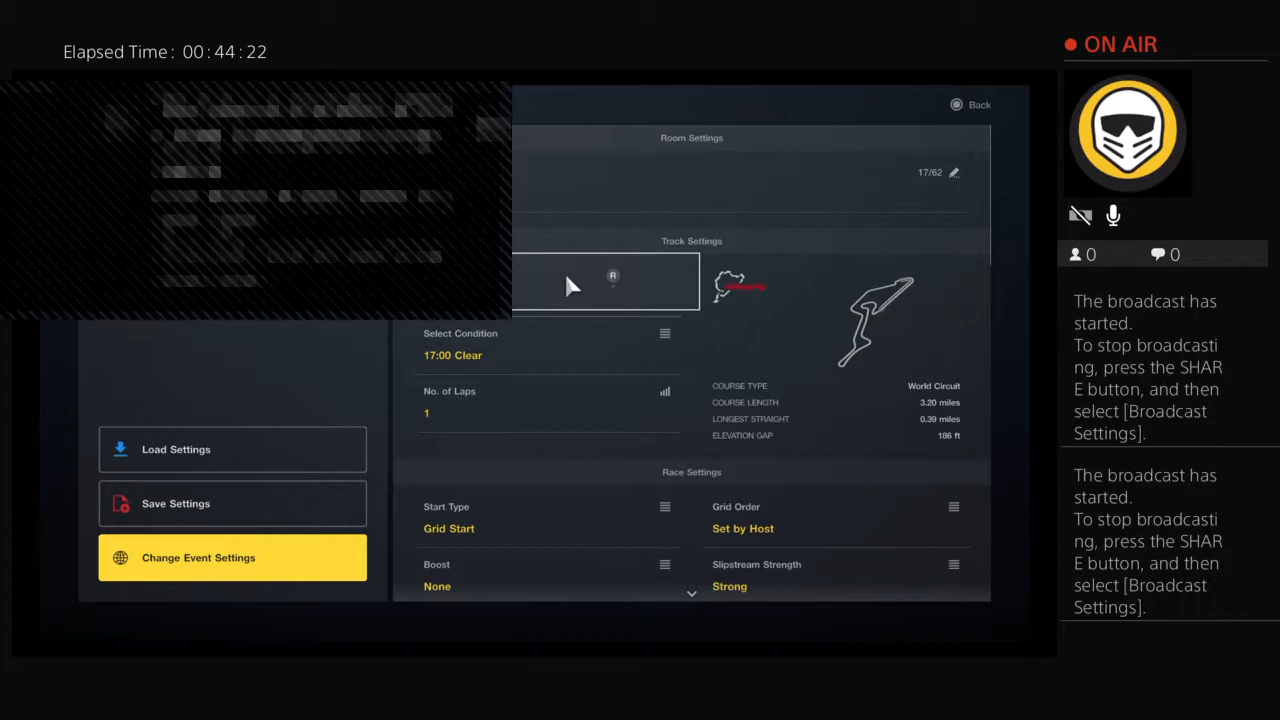 Elapsed Time: 00:44:22
ON AIR
Back
Room Settings
17/62
Track Settings
R
Select Condition
17:00 Clear
No. of Laps
1
COURSE TYPE World Circuit
COURSE LENGTH 3.20 miles
LONGEST STRAIGHT 0.39 miles
ELEVATION GAP 186 ft
Race Settings
Start Type
Grid Start
Grid Order
Set by Host
Boost
None
Slipstream Strength
Strong
Load Settings
Save Settings
Change Event Settings
0 0
The broadcast has
started.
To stop broadcasti
ng, press the SHAR
E button, and then
select [Broadcast
Settings].
The broadcast has
started.
To stop broadcasti
ng, press the SHAR
E button, and then
select [Broadcast
Settings].